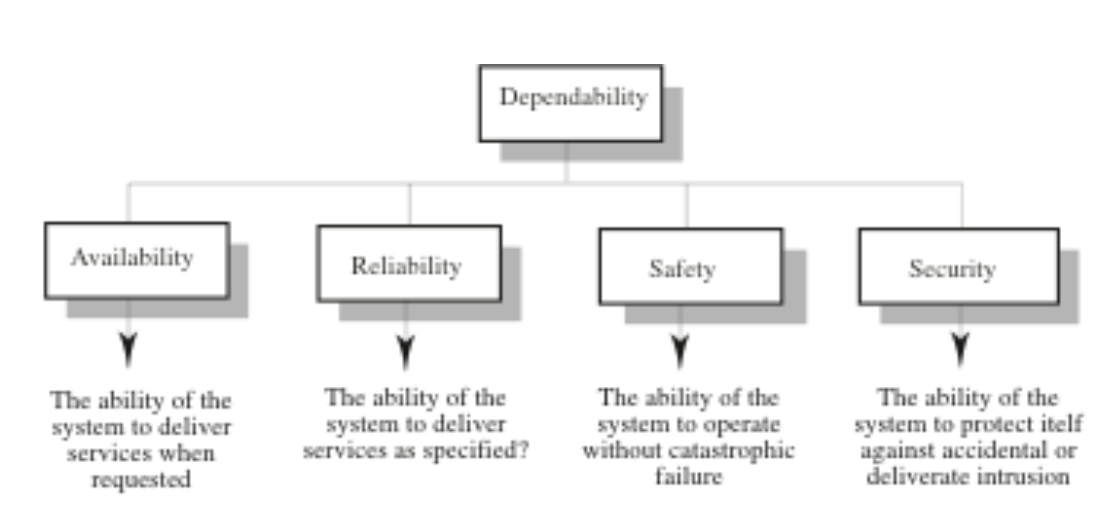 Dependability
Availability
Reliability
Safety
Security
The ability of the
system to deliver
services when
requested
The ability of the
system to deliver
services as specified?
The ability of the
system to operate
without catastrophic
failure
The ability of the
system to protect itelf
against accidental or
deliverate intrusion